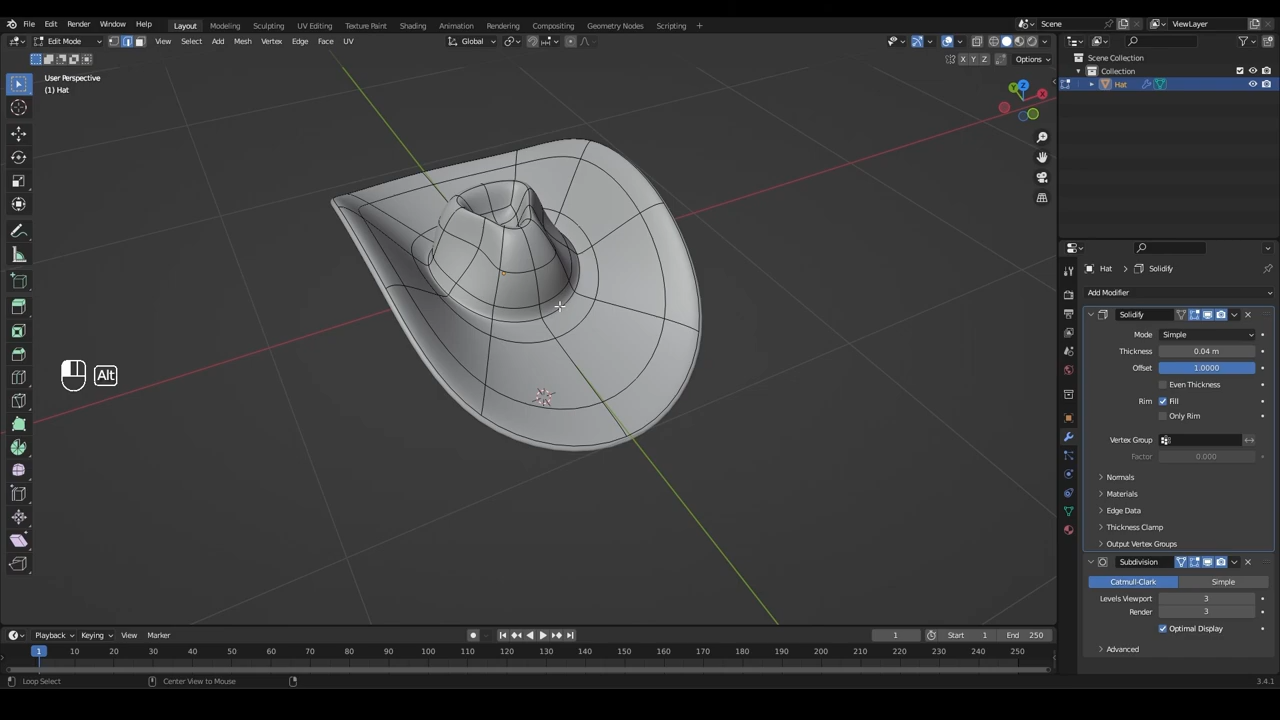 File Edit Render Window Help Layout Modeling Sculpting UV Editing Texture Paint Shading Animation Rendering Compositing Geometry Nodes Scripting + Scene ViewLayer
Edit Mode View Select Add Mesh Vertex Edge Face UV Global
X Y Z Options
User Perspective
(1) Hat
Scene Collection
Collection
Hat
Z
Y
X
Hat Solidify
Add Modifier
Solidify
Mode Simple
Thickness 0.04 m
Offset 1.0000
Even Thickness
Rim Fill
Only Rim
Vertex Group
Factor 0.000
Normals
Materials
Edge Data
Thickness Clamp
Output Vertex Groups
Subdivision
Catmull-Clark Simple
Levels Viewport 3
Render 3
Optimal Display
Advanced
Alt
Playback Keying View Marker 1 Start 1 End 250
1 10 20 30 40 50 60 70 80 90 100 110 120 130 140 150 160 170 180 190 200 210 220 230 240 250
Loop Select Center View to Mouse 3.4.1